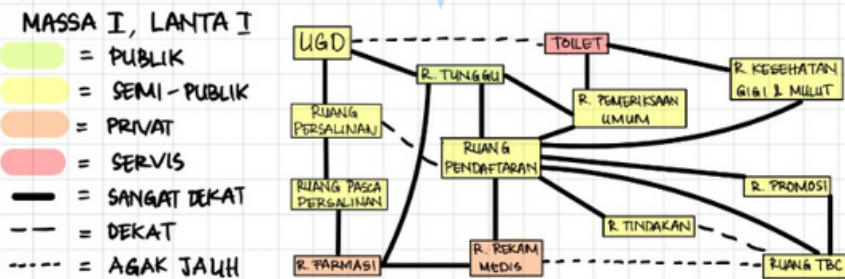 MASSA I, LANTA I
= PUBLIK
= SEMI-PUBLIK
= PRIVAT
= SERVIS
= SANGAT DEKAT
= DEKAT
= AGAK JAUH
UGD
TOILET
R. TUNGGU
R. KESEHATAN
GIGI & MULUT
R. PEMERIKSAAN
UMUM
RUANG
PERSALINAN
RUANG
PENDAFTARAN
RUANG PASCA
PERSALINAN
R. PROMOSI
R TINDAKAN
R. FARMASI
R. REKAM
MEDIS
RUANG TBC